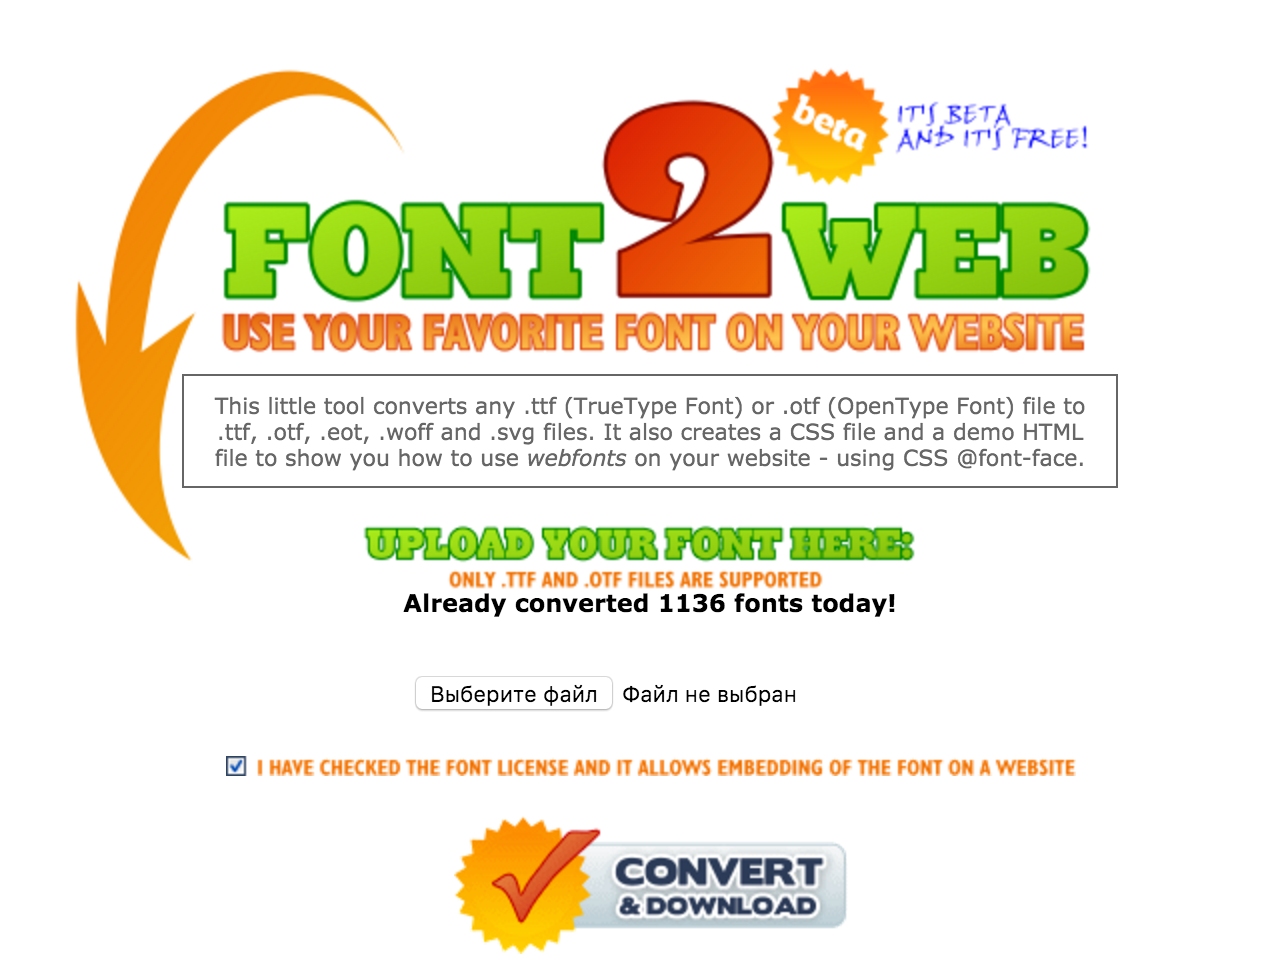 beta
IT'S BETA
AND IT'S FREE!
FONT2WEB
USE YOUR FAVORITE FONT ON YOUR WEBSITE
This little tool converts any .ttf (TrueType Font) or .otf (OpenType Font) file to
.ttf, .otf, .eot, .woff and .svg files. It also creates a CSS file and a demo HTML
file to show you how to use webfonts on your website - using CSS @font-face.
UPLOAD YOUR FONT HERE:
ONLY .TTF AND .OTF FILES ARE SUPPORTED
Already converted 1136 fonts today!
Выберите файл Файл не выбран
I HAVE CHECKED THE FONT LICENSE AND IT ALLOWS EMBEDDING OF THE FONT ON A WEBSITE
CONVERT
& DOWNLOAD